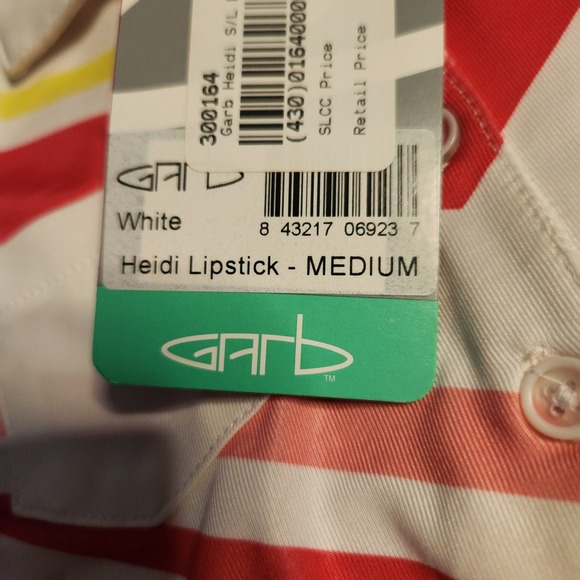 300164
Garb Heidi S/L
(430)0164000
SLCC Price
Retail Price
GARb
White
8 43217 06923 7
Heidi Lipstick - MEDIUM
GARb
TM